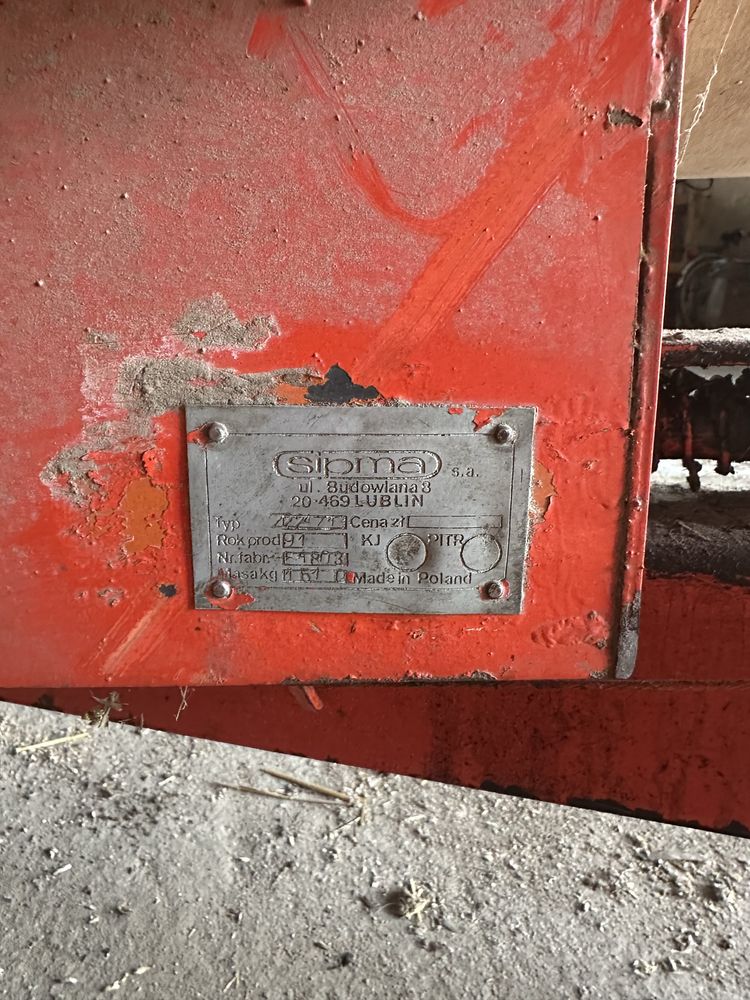 sipma s.a.
ul. Budowlana 8
20-469 LUBLIN
Typ Cena zł
Rok prod 91 KJ PITR
Nr. fabr.
Masa kg Made in Poland